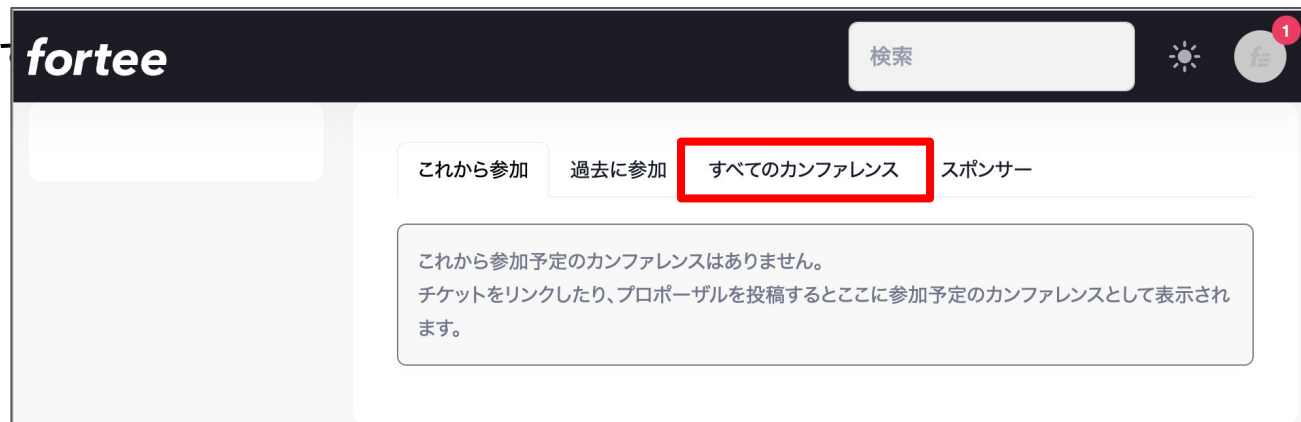 fortee
検索
1
これから参加
過去に参加
すべてのカンファレンス
スポンサー
これから参加予定のカンファレンスはありません。
チケットをリンクしたり、プロポーザルを投稿するとここに参加予定のカンファレンスとして表示され
ます。